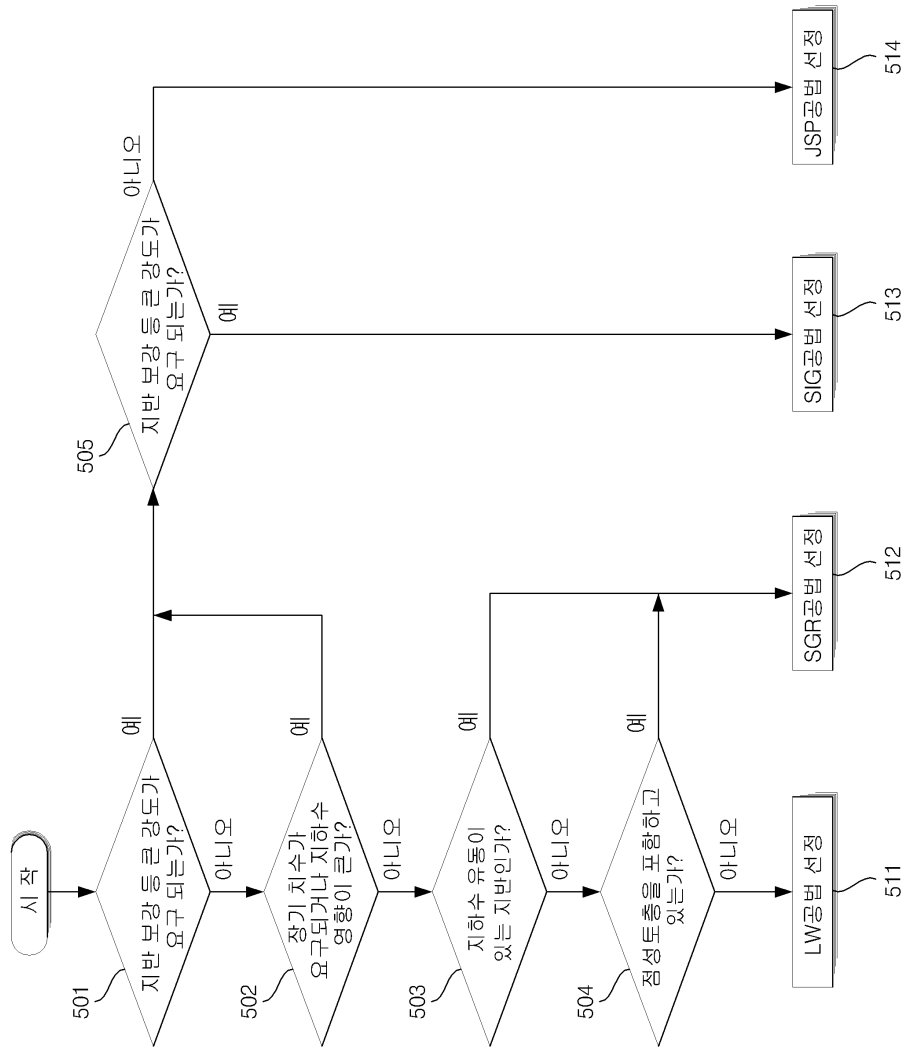 시 작
501
지반 보강 등 큰 강도가
요구 되는가?
예
아니오
502
장기 치수가
요구되거나 지하수
영향이 큰가?
예
아니오
503
지하수 유동이
있는 지반인가?
예
아니오
504
점성토층을 포함하고
있는가?
예
아니오
505
지반 보강 등 큰 강도가
요구 되는가?
아니오
예
LW공법 선정
511
SGR공법 선정
512
SIG공법 선정
513
JSP공법 선정
514